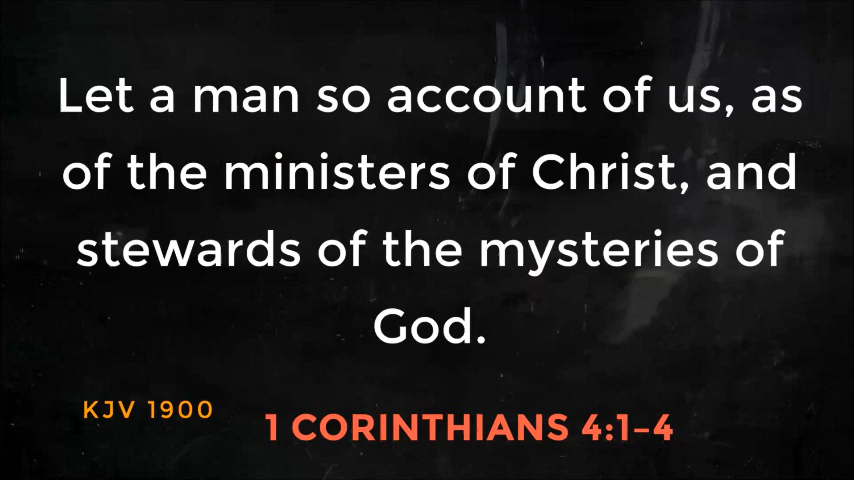 Let a man so account of us, as
of the ministers of Christ, and
stewards of the mysteries of
God.
KJV 1900
1 CORINTHIANS 4:1–4